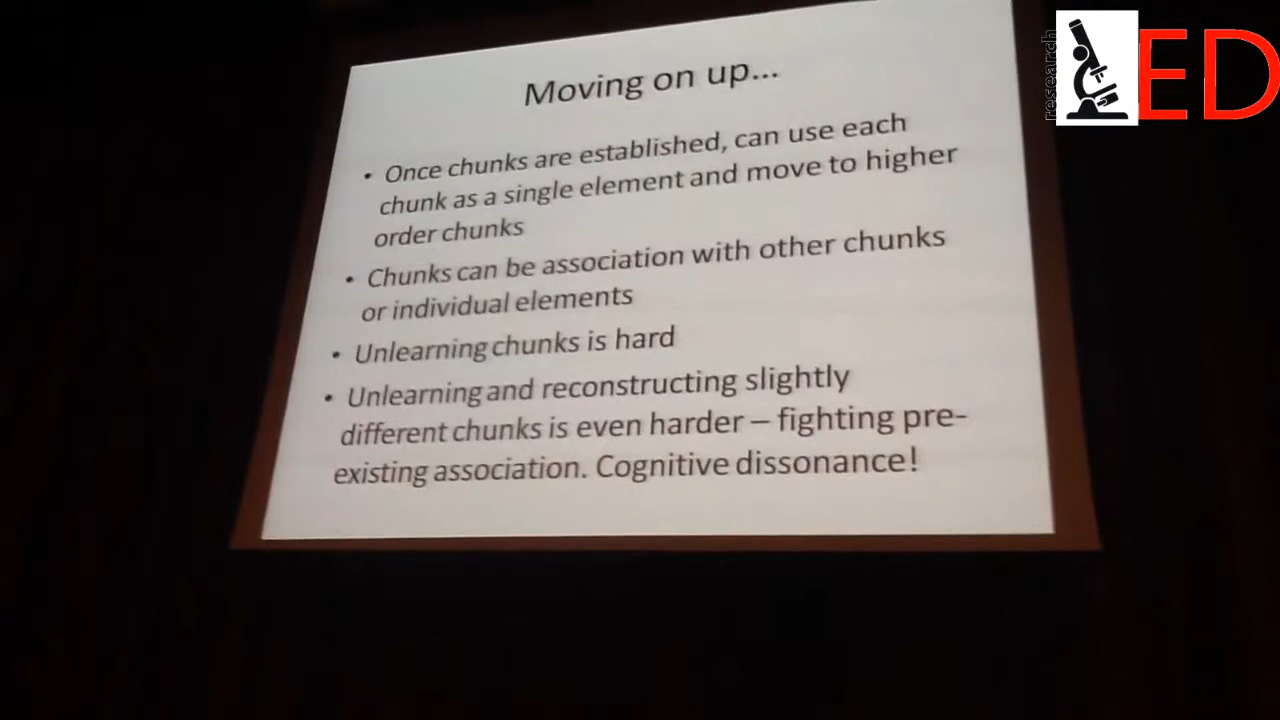 research
ED
Moving on up...
• Once chunks are established, can use each
chunk as a single element and move to higher
order chunks
• Chunks can be association with other chunks
or individual elements
• Unlearning chunks is hard
• Unlearning and reconstructing slightly
different chunks is even harder – fighting pre-
existing association. Cognitive dissonance!